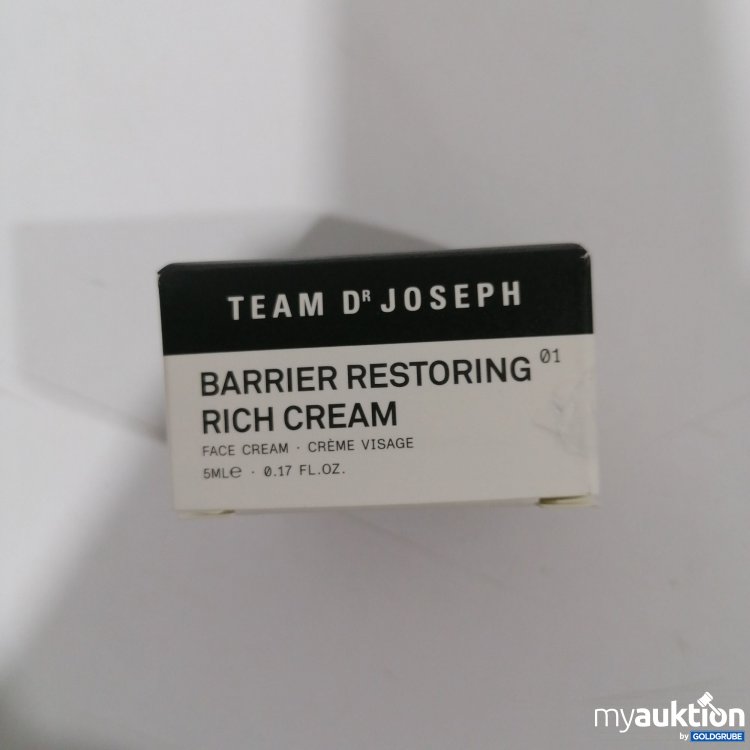 TEAM Dᴿ JOSEPH
BARRIER RESTORING 01
RICH CREAM
FACE CREAM · CRÈME VISAGE
5ML℮ · 0.17 FL.OZ.
myauktion
by GOLDGRUBE